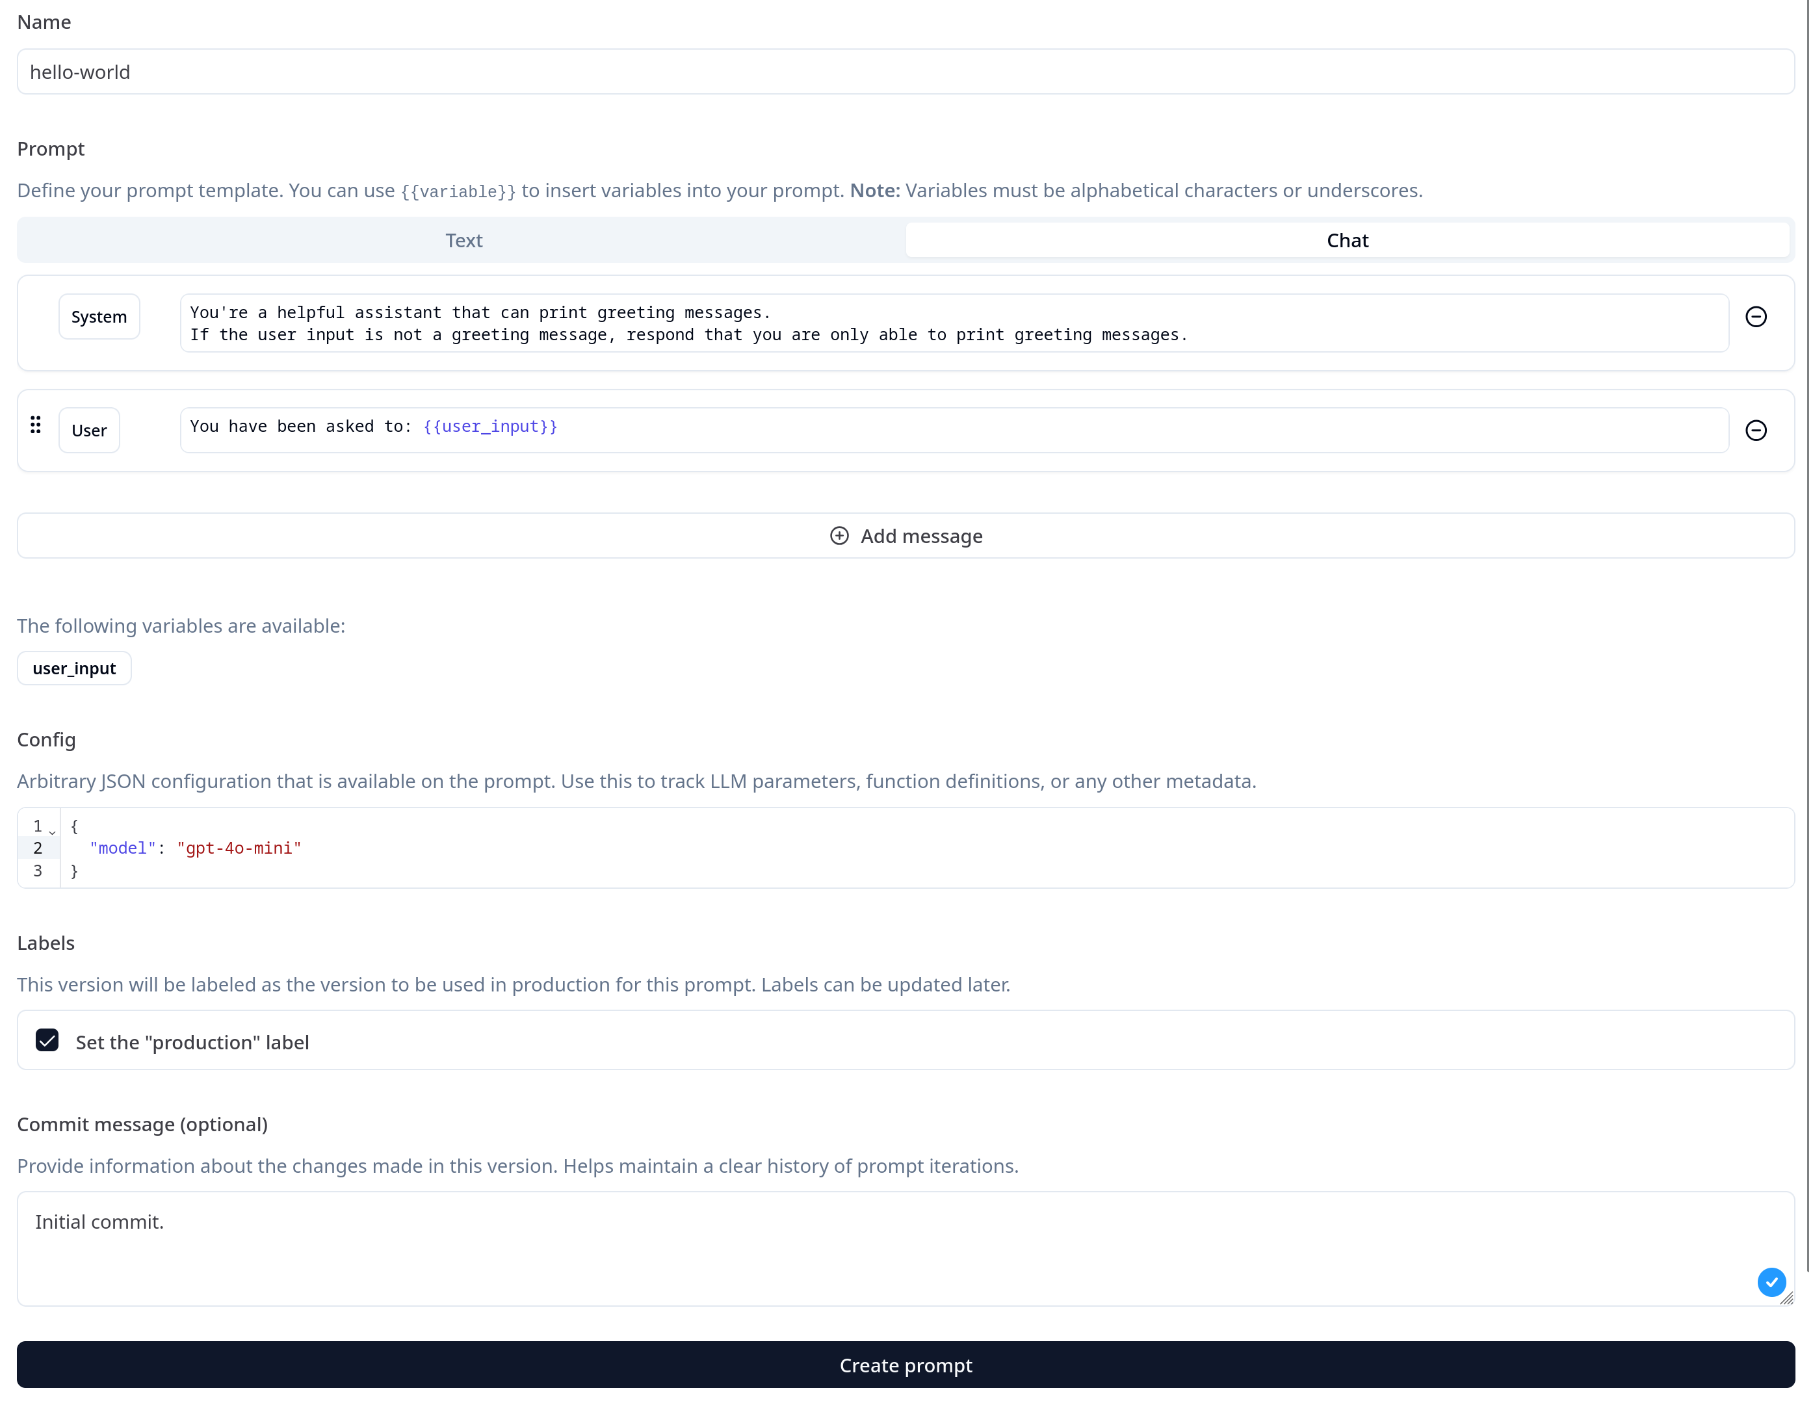 Name
hello-world
Prompt
Define your prompt template. You can use {{variable}} to insert variables into your prompt. Note: Variables must be alphabetical characters or underscores.
Text
Chat
System
You're a helpful assistant that can print greeting messages.
If the user input is not a greeting message, respond that you are only able to print greeting messages.
User
You have been asked to: {{user_input}}
Add message
The following variables are available:
user_input
Config
Arbitrary JSON configuration that is available on the prompt. Use this to track LLM parameters, function definitions, or any other metadata.
1 {
2 "model": "gpt-4o-mini"
3 }
Labels
This version will be labeled as the version to be used in production for this prompt. Labels can be updated later.
Set the "production" label
Commit message (optional)
Provide information about the changes made in this version. Helps maintain a clear history of prompt iterations.
Initial commit.
Create prompt